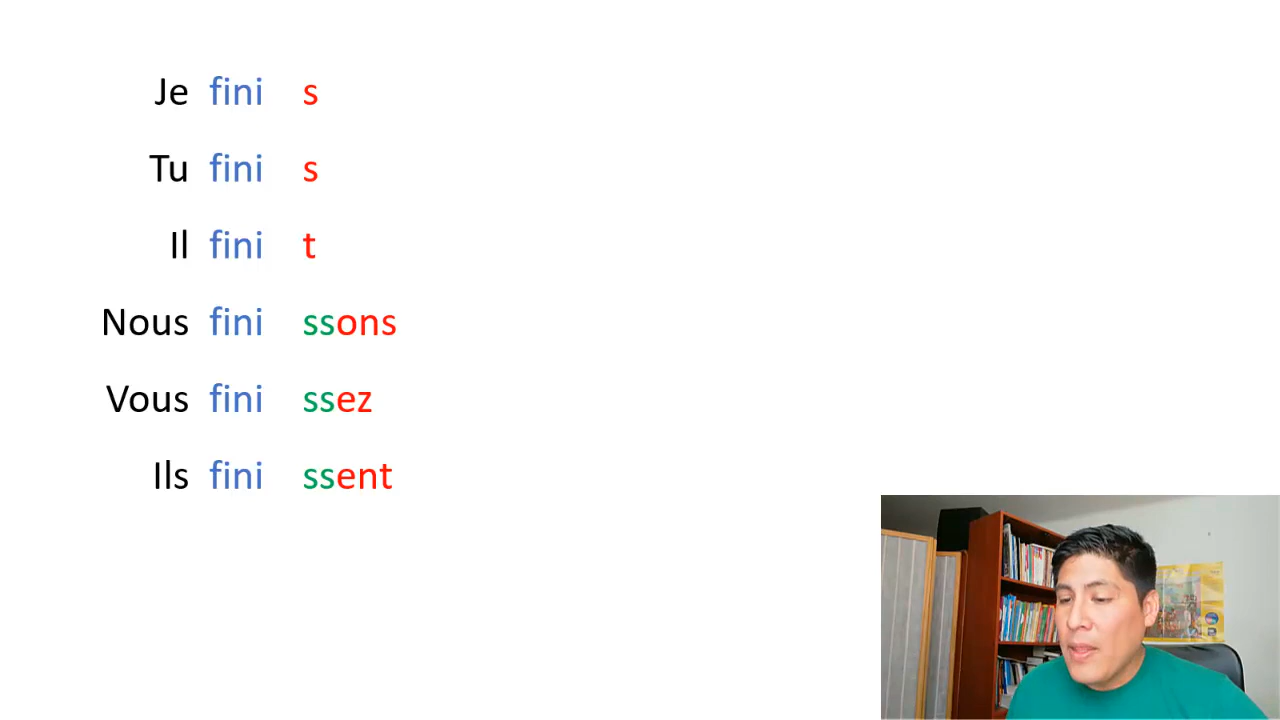 Je fini s
Tu fini s
Il fini t
Nous fini ssons
Vous fini ssez
Ils fini ssent